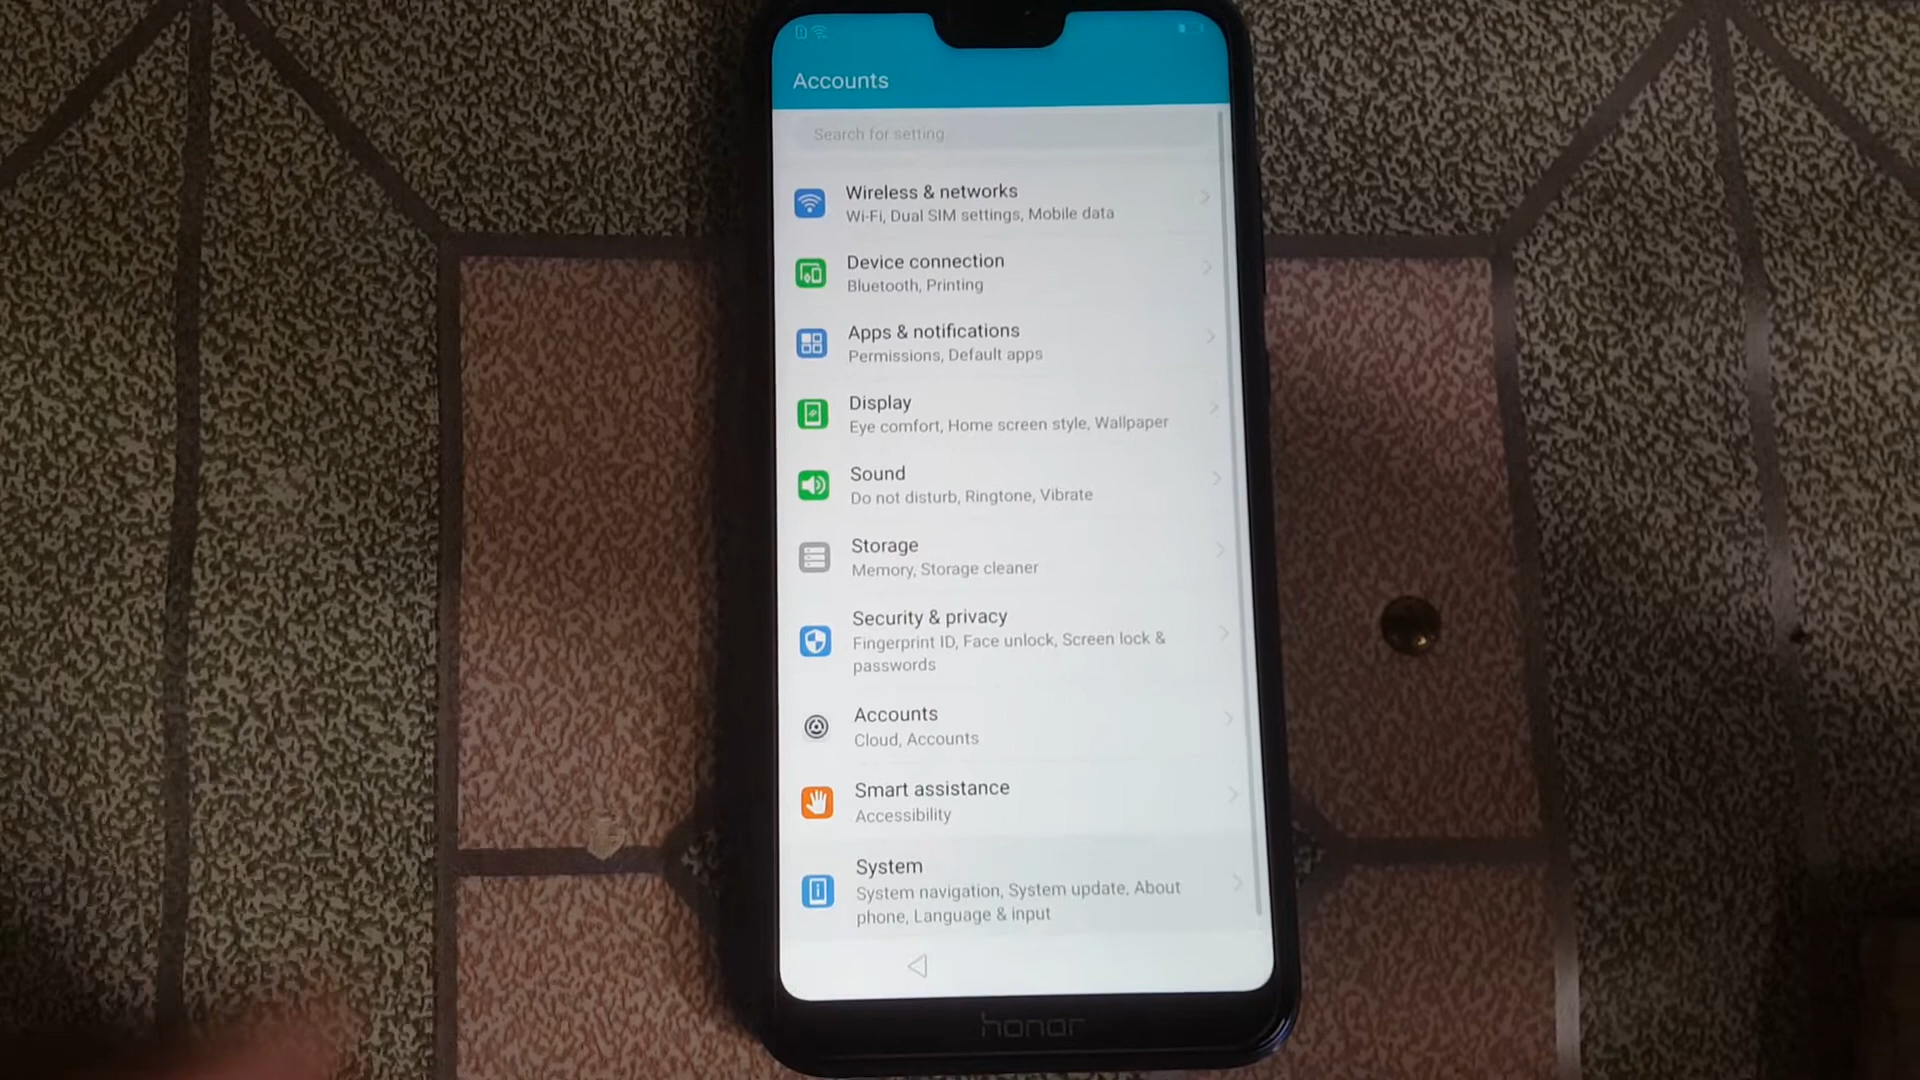 Accounts
Search for setting
Wireless & networks
Wi-Fi, Dual SIM settings, Mobile data
Device connection
Bluetooth, Printing
Apps & notifications
Permissions, Default apps
Display
Eye comfort, Home screen style, Wallpaper
Sound
Do not disturb, Ringtone, Vibrate
Storage
Memory, Storage cleaner
Security & privacy
Fingerprint ID, Face unlock, Screen lock &
passwords
Accounts
Cloud, Accounts
Smart assistance
Accessibility
System
System navigation, System update, About
phone, Language & input
honor